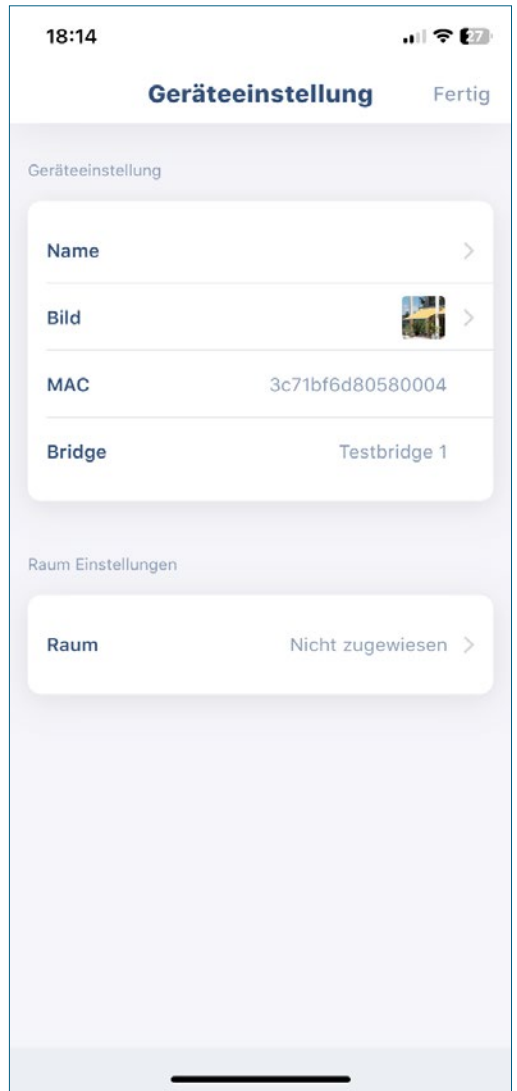 18:14
27
Geräteeinstellung Fertig
Geräteeinstellung
Name
Bild
MAC 3c71bf6d80580004
Bridge Testbridge 1
Raum Einstellungen
Raum Nicht zugewiesen